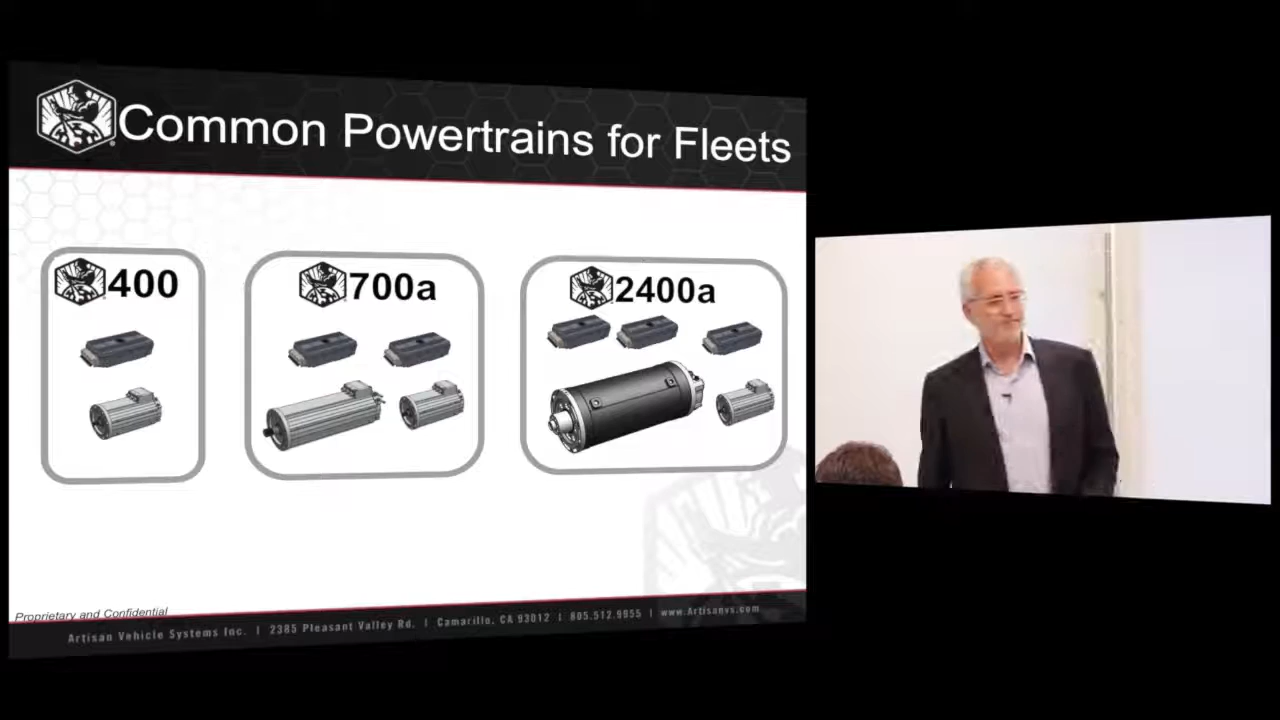 Common Powertrains for Fleets
400
700a
2400a
Proprietary and Confidential
Artisan Vehicle Systems Inc. | 2385 Pleasant Valley Rd. | Camarillo, CA 93012 | 805.512.9955 | www.Artisanvs.com